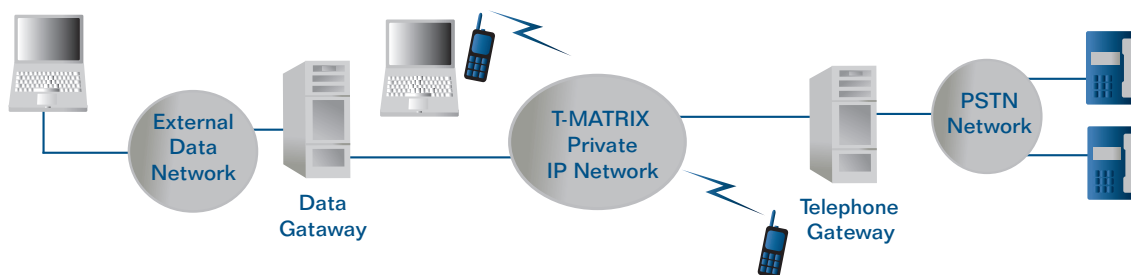 External
Data
Network
Data
Gataway
T-MATRIX
Private
IP Network
Telephone
Gateway
PSTN
Network